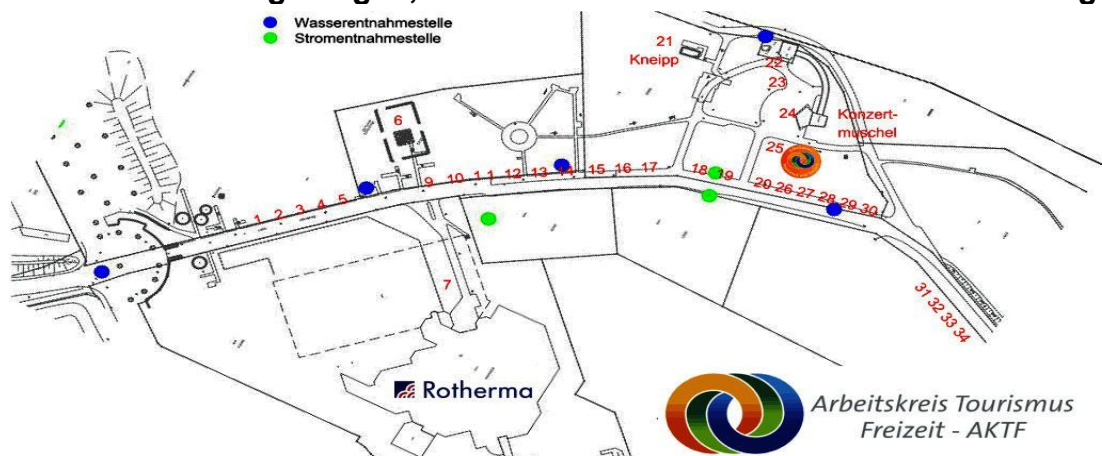 Wasserentnahmestelle
Stromentnahmestelle
21
Kneipp
22
23
24
Konzert-
muschel
25
6
1 2 3 4 5
9 10 11 12 13 14 15 16 17
18 19
20 26 27 28 29 30
7
31 32 33 34
Rotherma
Arbeitskreis Tourismus
Freizeit - AKTF